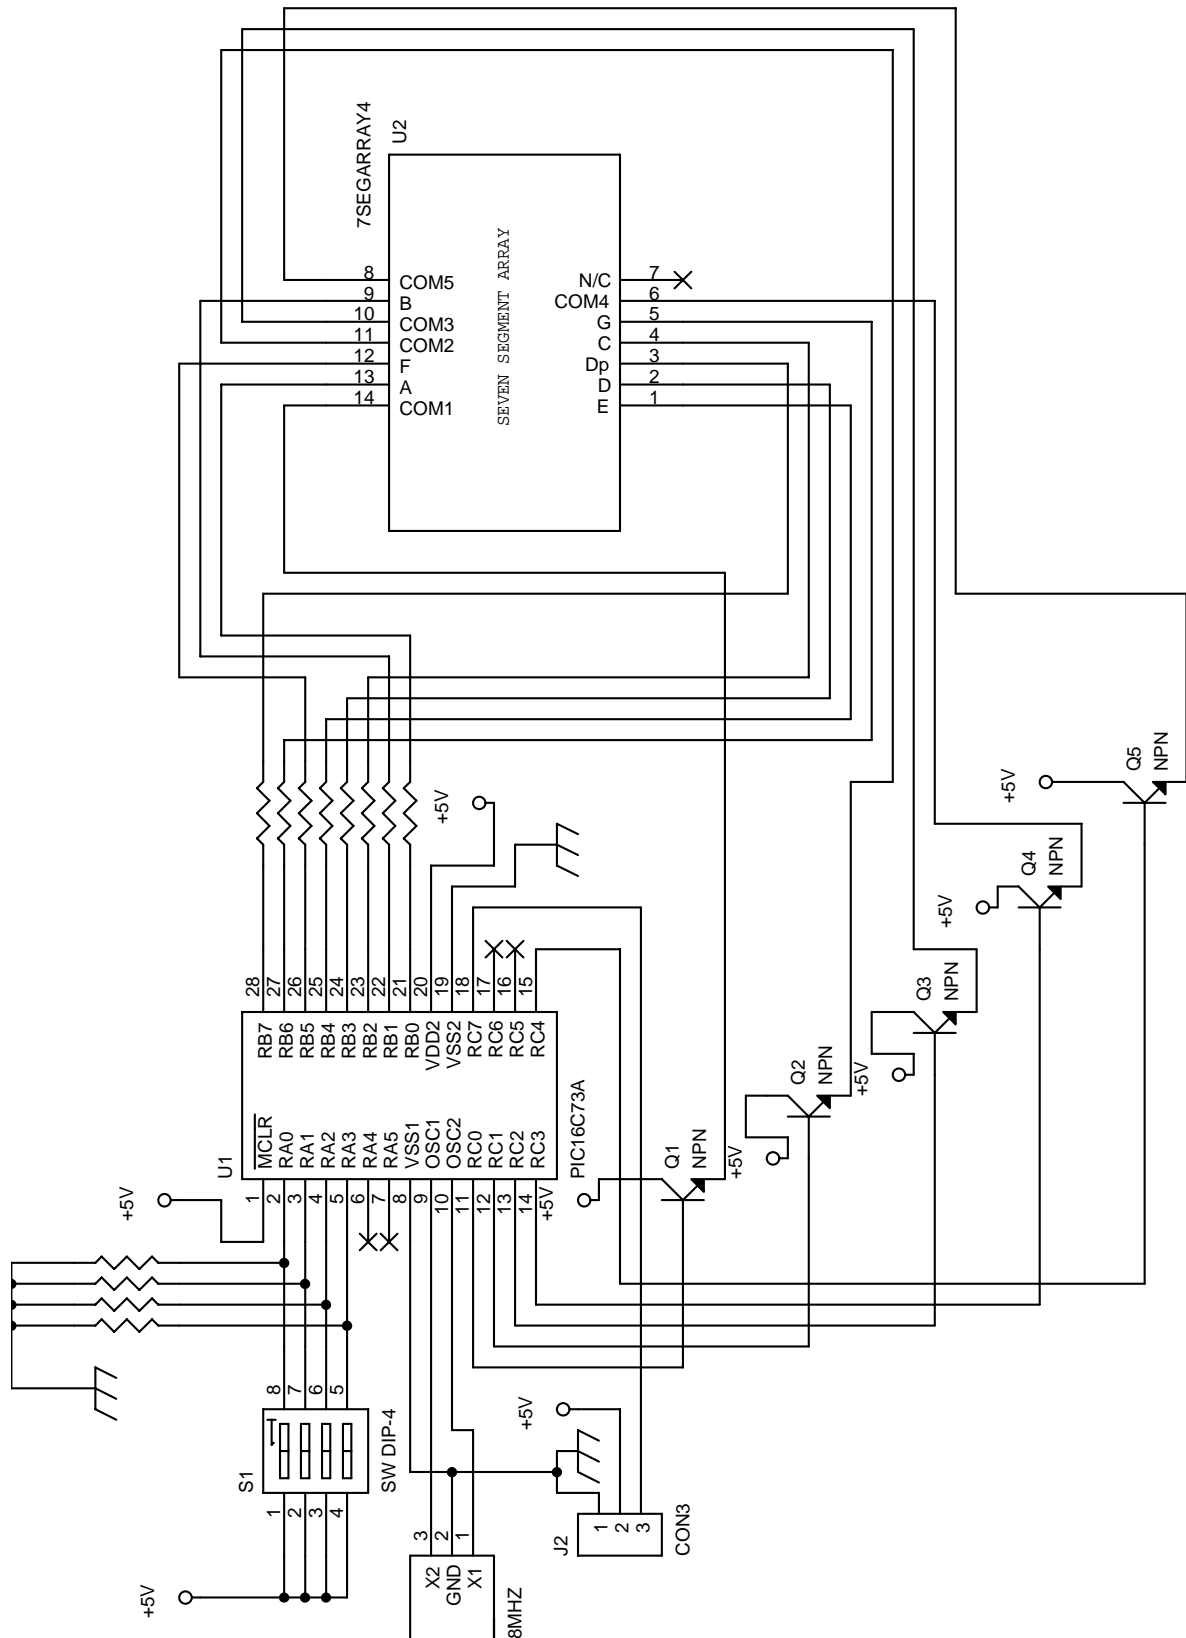 7SEGARRAY4
U2
SEVEN SEGMENT ARRAY
8 COM5
9 B
10 COM3
11 COM2
12 F
13 A
14 COM1
N/C 7
COM4 6
G 5
C 4
Dp 3
D 2
E 1
+5V
28 RB7
27 RB6
26 RB5
25 RB4
24 RB3
23 RB2
22 RB1
21 RB0
20 VDD2
19 VSS2
18 RC7
17 RC6
16 RC5
15 RC4
U1
PIC16C73A
MCLR 1
RA0 2
RA1 3
RA2 4
RA3 5
RA4 6
RA5 7
VSS1 8
OSC1 9
OSC2 10
RC0 11
RC1 12
RC2 13
RC3 14
+5V
+5V
Q1
NPN
+5V
Q2
NPN
+5V
Q3
NPN
+5V
Q4
NPN
+5V
Q5
NPN
S1
SW DIP-4
1
8
7
6
5
1
2
3
4
+5V
X2 3
GND 2
X1 1
8MHZ
+5V
J2
1
2
3
CON3